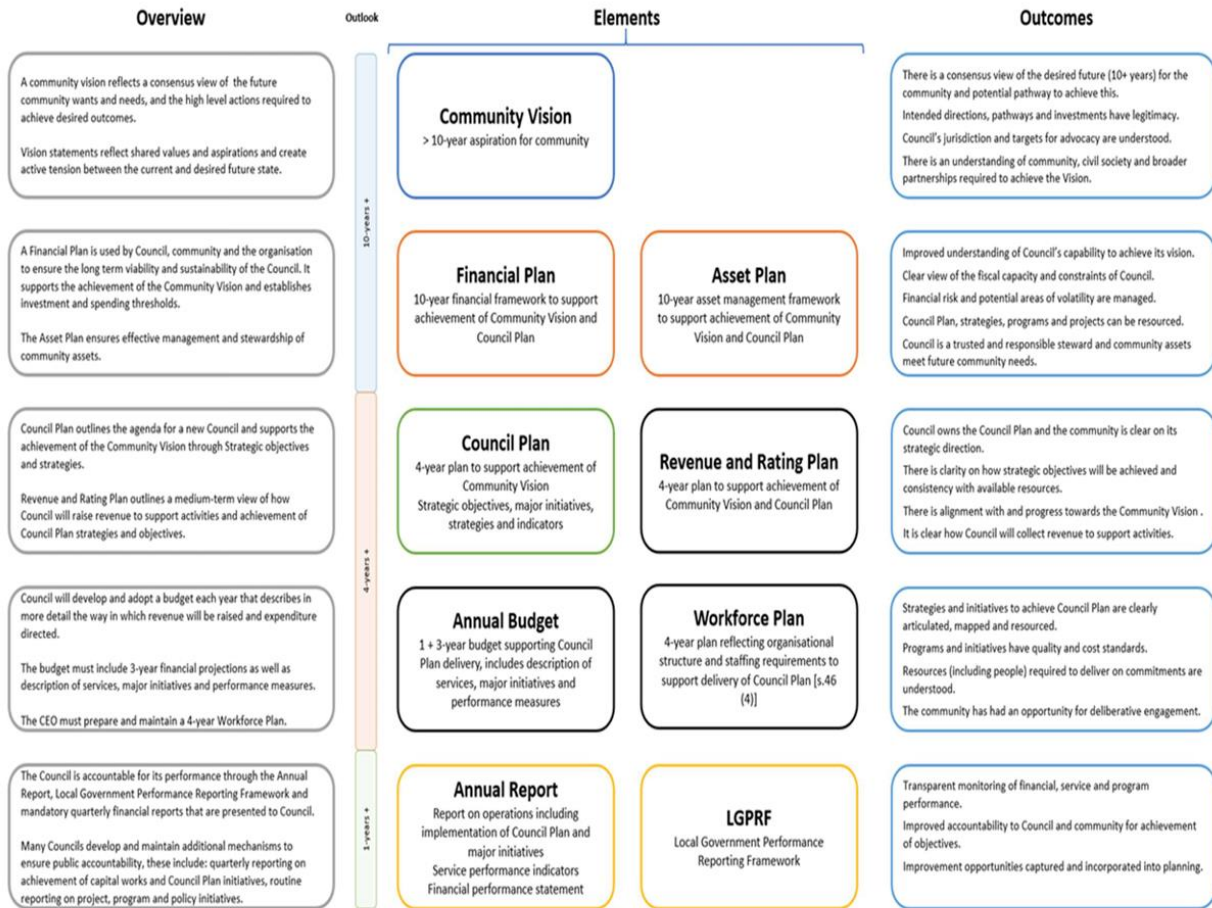 Overview
Outlook
Elements
Outcomes
A community vision reflects a consensus view of  the future
community wants and needs, and the high level actions required to
achieve desired outcomes.
Vision statements reflect shared values and aspirations and create
active tension between the current and desired future state.
10-years +
Community Vision
> 10-year aspiration for community
There is a consensus view of the desired future (10+ years) for the
community and potential pathway to achieve this.
Intended directions, pathways and investments have legitimacy.
Council's jurisdiction and targets for advocacy are understood.
There is an understanding of community, civil society and broader
partnerships required to achieve the Vision.
A Financial Plan is used by Council, community and the organisation
to ensure the long term viability and sustainability of the Council. It
supports the achievement of the Community Vision and establishes
investment and spending thresholds.
The Asset Plan ensures effective management and stewardship of
community assets.
Financial Plan
10-year financial framework to support
achievement of Community Vision and
Council Plan
Asset Plan
10-year asset management framework
to support achievement of Community
Vision and Council Plan
Improved understanding of Council's capability to achieve its vision.
Clear view of the fiscal capacity and constraints of Council.
Financial risk and potential areas of volatility are managed.
Council Plan, strategies, programs and projects can be resourced.
Council is a trusted and responsible steward and community assets
meet future community needs.
Council Plan outlines the agenda for a new Council and supports the
achievement of the Community Vision through Strategic objectives
and strategies.
Revenue and Rating Plan outlines a medium-term view of how
Council will raise revenue to support activities and achievement of
Council Plan strategies and objectives.
4-years +
Council Plan
4-year plan to support achievement of
Community Vision
Strategic objectives, major initiatives,
strategies and indicators
Revenue and Rating Plan
4-year plan to support achievement of
Community Vision and Council Plan
Council owns the Council Plan and the community is clear on its
strategic direction.
There is clarity on how strategic objectives will be achieved and
consistency with available resources.
There is alignment with and progress towards the Community Vision .
It is clear how Council will collect revenue to support activities.
Council will develop and adopt a budget each year that describes in
more detail the way in which revenue will be raised and expenditure
directed.
The budget must include 3-year financial projections as well as
description of services, major initiatives and performance measures.
The CEO must prepare and maintain a 4-year Workforce Plan.
Annual Budget
1 + 3-year budget supporting Council
Plan delivery, includes description of
services, major initiatives and
performance measures
Workforce Plan
4-year plan reflecting organisational
structure and staffing requirements to
support delivery of Council Plan [s.46
(4)]
Strategies and initiatives to achieve Council Plan are clearly
articulated, mapped and resourced.
Programs and initiatives have quality and cost standards.
Resources (including people) required to deliver on commitments are
understood.
The community has had an opportunity for deliberative engagement.
The Council is accountable for its performance through the Annual
Report, Local Government Performance Reporting Framework and
mandatory quarterly financial reports that are presented to Council.
Many Councils develop and maintain additional mechanisms to
ensure public accountability, these include: quarterly reporting on
achievement of capital works and Council Plan initiatives, routine
reporting on project, program and policy initiatives.
1-years +
Annual Report
Report on operations including
implementation of Council Plan and
major initiatives
Service performance indicators
Financial performance statement
LGPRF
Local Government Performance
Reporting Framework
Transparent monitoring of financial, service and program
performance.
Improved accountability to Council and community for achievement
of objectives.
Improvement opportunities captured and incorporated into planning.